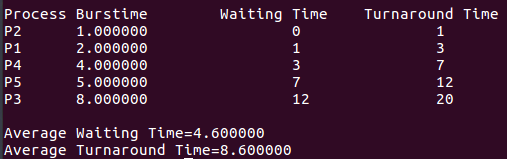 Process Burstime Waiting Time Turnaround Time
P2 1.000000 0 1
P1 2.000000 1 3
P4 4.000000 3 7
P5 5.000000 7 12
P3 8.000000 12 20
Average Waiting Time=4.600000
Average Turnaround Time=8.600000